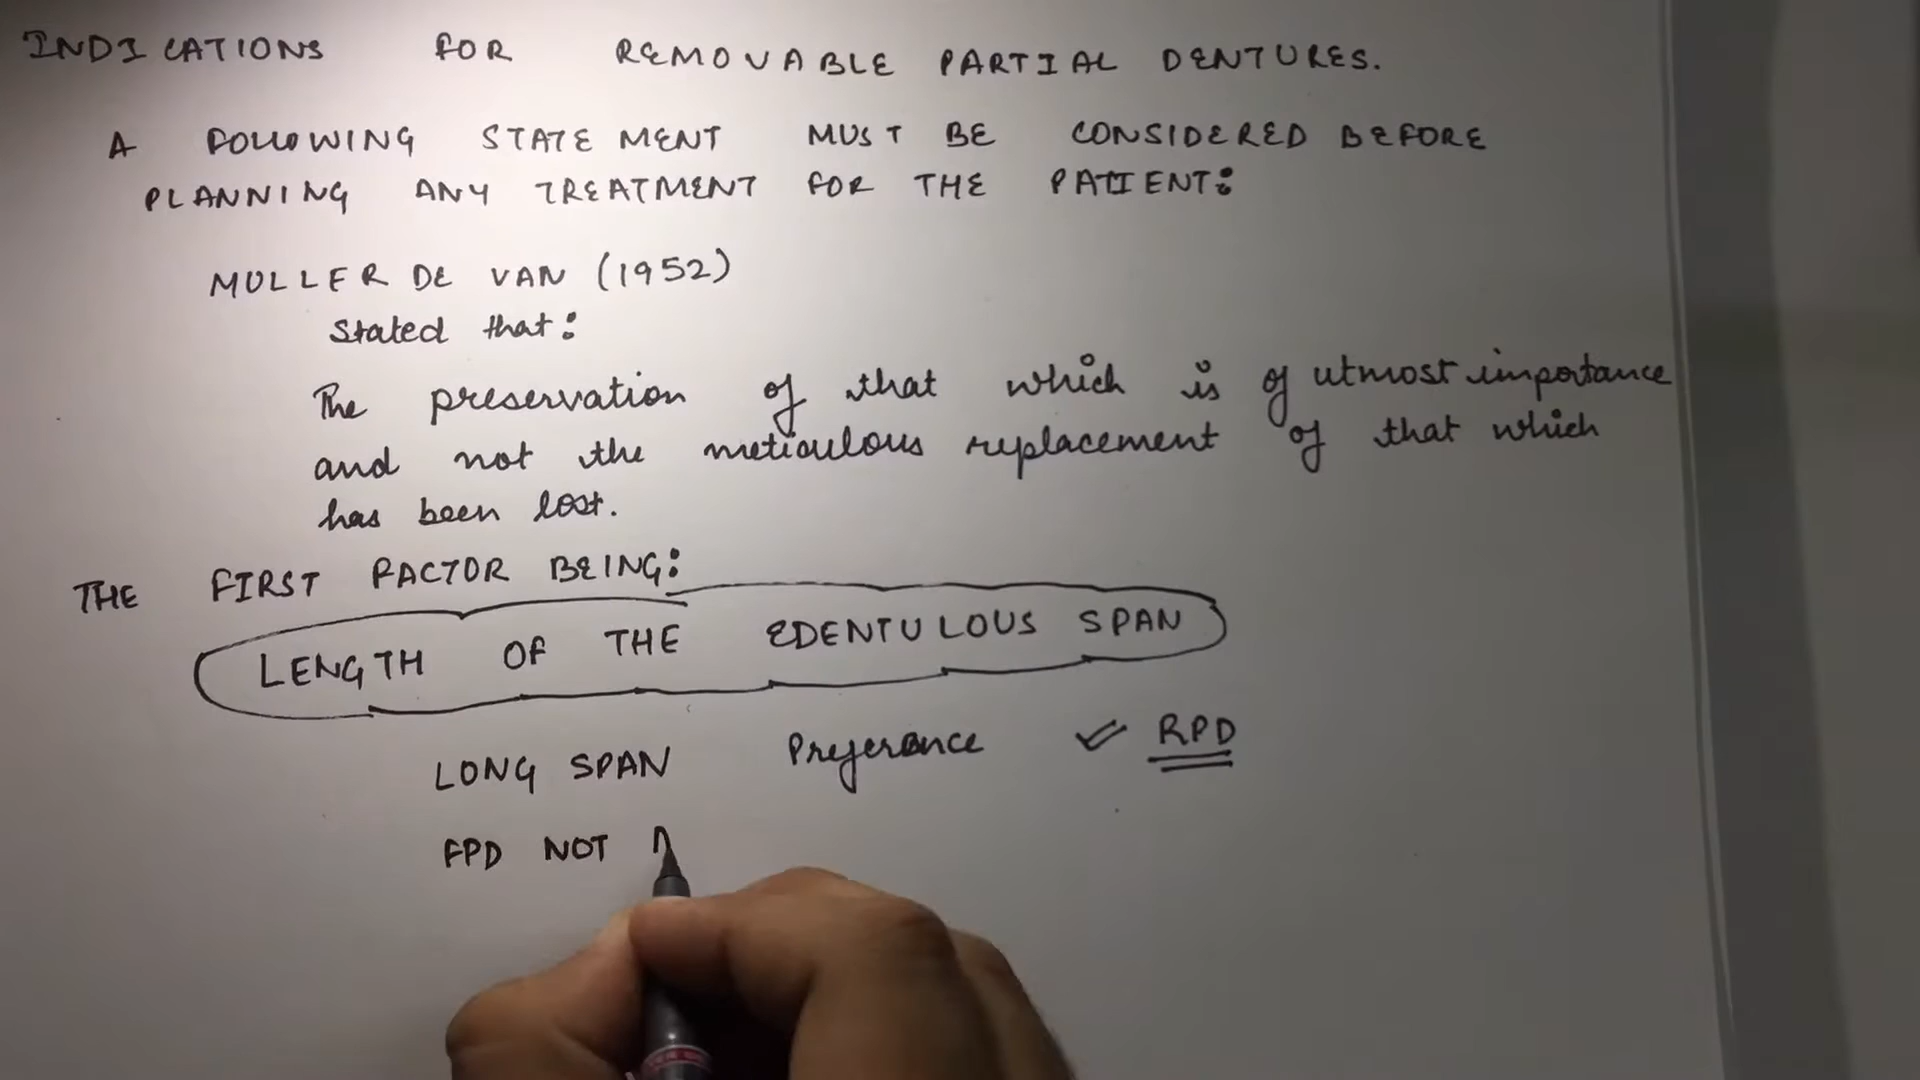 INDICATIONS FOR REMOVABLE PARTIAL DENTURES.
A FOLLOWING STATEMENT MUST BE CONSIDERED BEFORE
PLANNING ANY TREATMENT FOR THE PATIENT:
MULLER DE VAN (1952)
Stated that:
The preservation of that which is of utmost importance
and not the meticulous replacement of that which
has been lost.
THE FIRST FACTOR BEING:
LENGTH OF THE EDENTULOUS SPAN
LONG SPAN Preferance ✓ RPD
FPD NOT